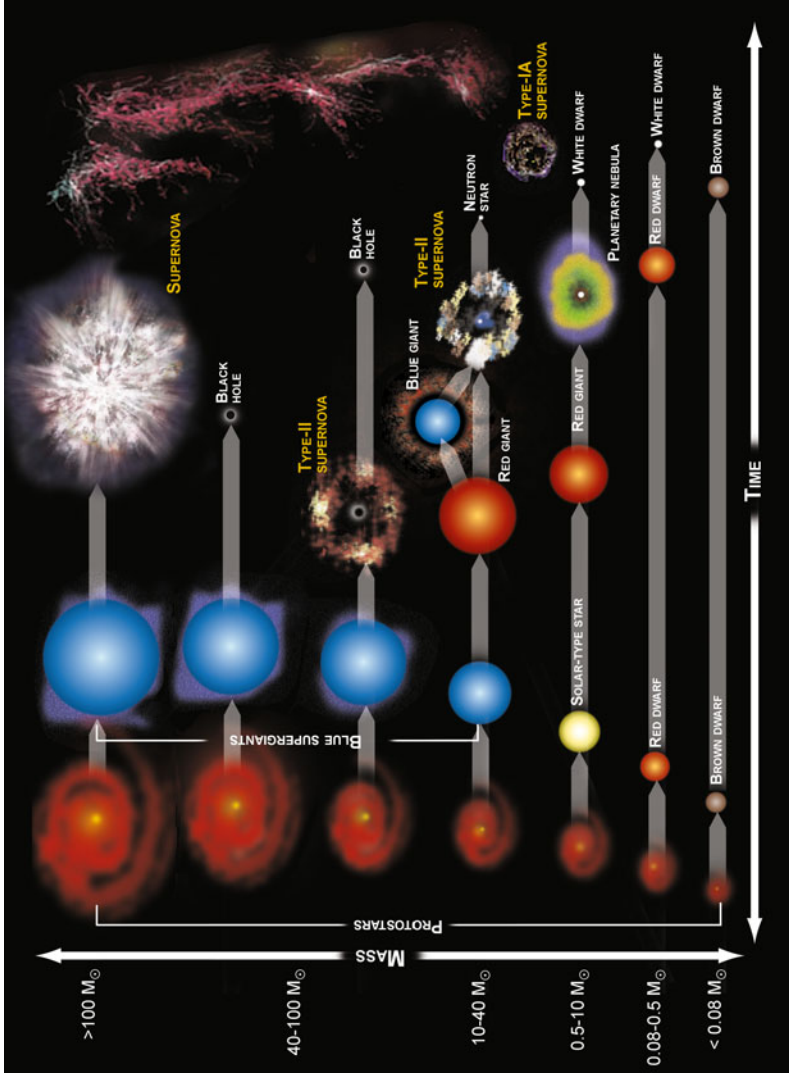 >100 M☉
40-100 M☉
10-40 M☉
0.5-10 M☉
0.08-0.5 M☉
< 0.08 M☉
MASS
PROTOSTARS
BLUE SUPERGIANTS
SUPERNOVA
BLACK
HOLE
TYPE-II
SUPERNOVA
BLACK
HOLE
RED GIANT
BLUE GIANT
TYPE-II
SUPERNOVA
NEUTRON
STAR
SOLAR-TYPE STAR
RED GIANT
PLANETARY NEBULA
WHITE DWARF
TYPE-IA
SUPERNOVA
RED DWARF
RED DWARF
WHITE DWARF
BROWN DWARF
BROWN DWARF
TIME